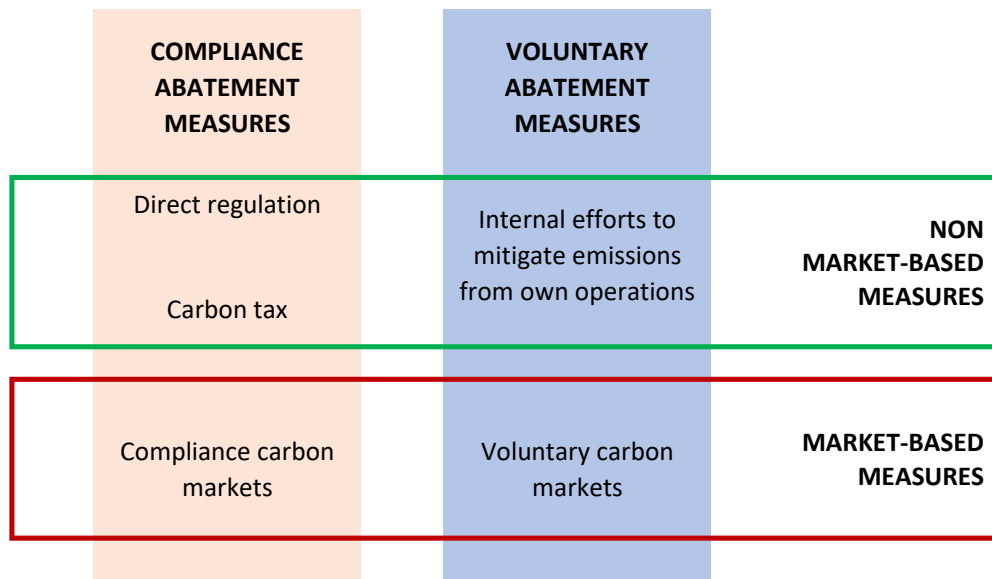 COMPLIANCE
ABATEMENT
MEASURES
VOLUNTARY
ABATEMENT
MEASURES
Direct regulation
Carbon tax
Internal efforts to
mitigate emissions
from own operations
NON
MARKET-BASED
MEASURES
Compliance carbon
markets
Voluntary carbon
markets
MARKET-BASED
MEASURES